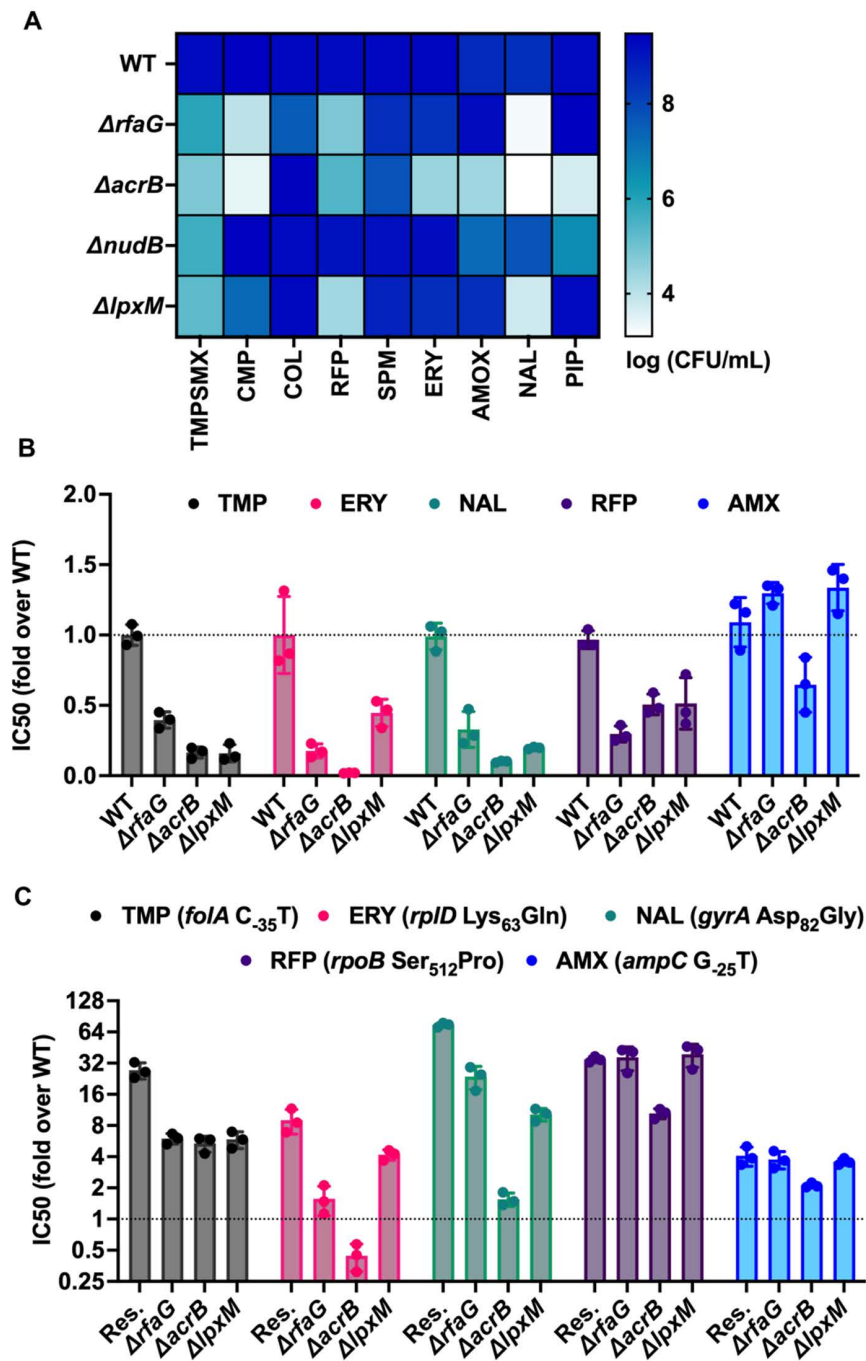 A
WT
ΔrfaG
ΔacrB
ΔnudB
ΔlpxM
TMPSMX CMP COL RFP SPM ERY AMOX NAL PIP
8
6
4
log (CFU/mL)
B
IC50 (fold over WT)
2.0
1.5
1.0
0.5
0.0
TMP ERY NAL RFP AMX
WT ΔrfaG ΔacrB ΔlpxM WT ΔrfaG ΔacrB ΔlpxM WT ΔrfaG ΔacrB ΔlpxM WT ΔrfaG ΔacrB ΔlpxM WT ΔrfaG ΔacrB ΔlpxM
C
TMP (folA C₋₃₅T) ERY (rplD Lys₆₃Gln) NAL (gyrA Asp₈₂Gly)
RFP (rpoB Ser₅₁₂Pro) AMX (ampC G₋₂₅T)
IC50 (fold over WT)
128
64
32
16
8
4
2
1
0.5
0.25
Res. ΔrfaG ΔacrB ΔlpxM Res. ΔrfaG ΔacrB ΔlpxM Res. ΔrfaG ΔacrB ΔlpxM Res. ΔrfaG ΔacrB ΔlpxM Res. ΔrfaG ΔacrB ΔlpxM